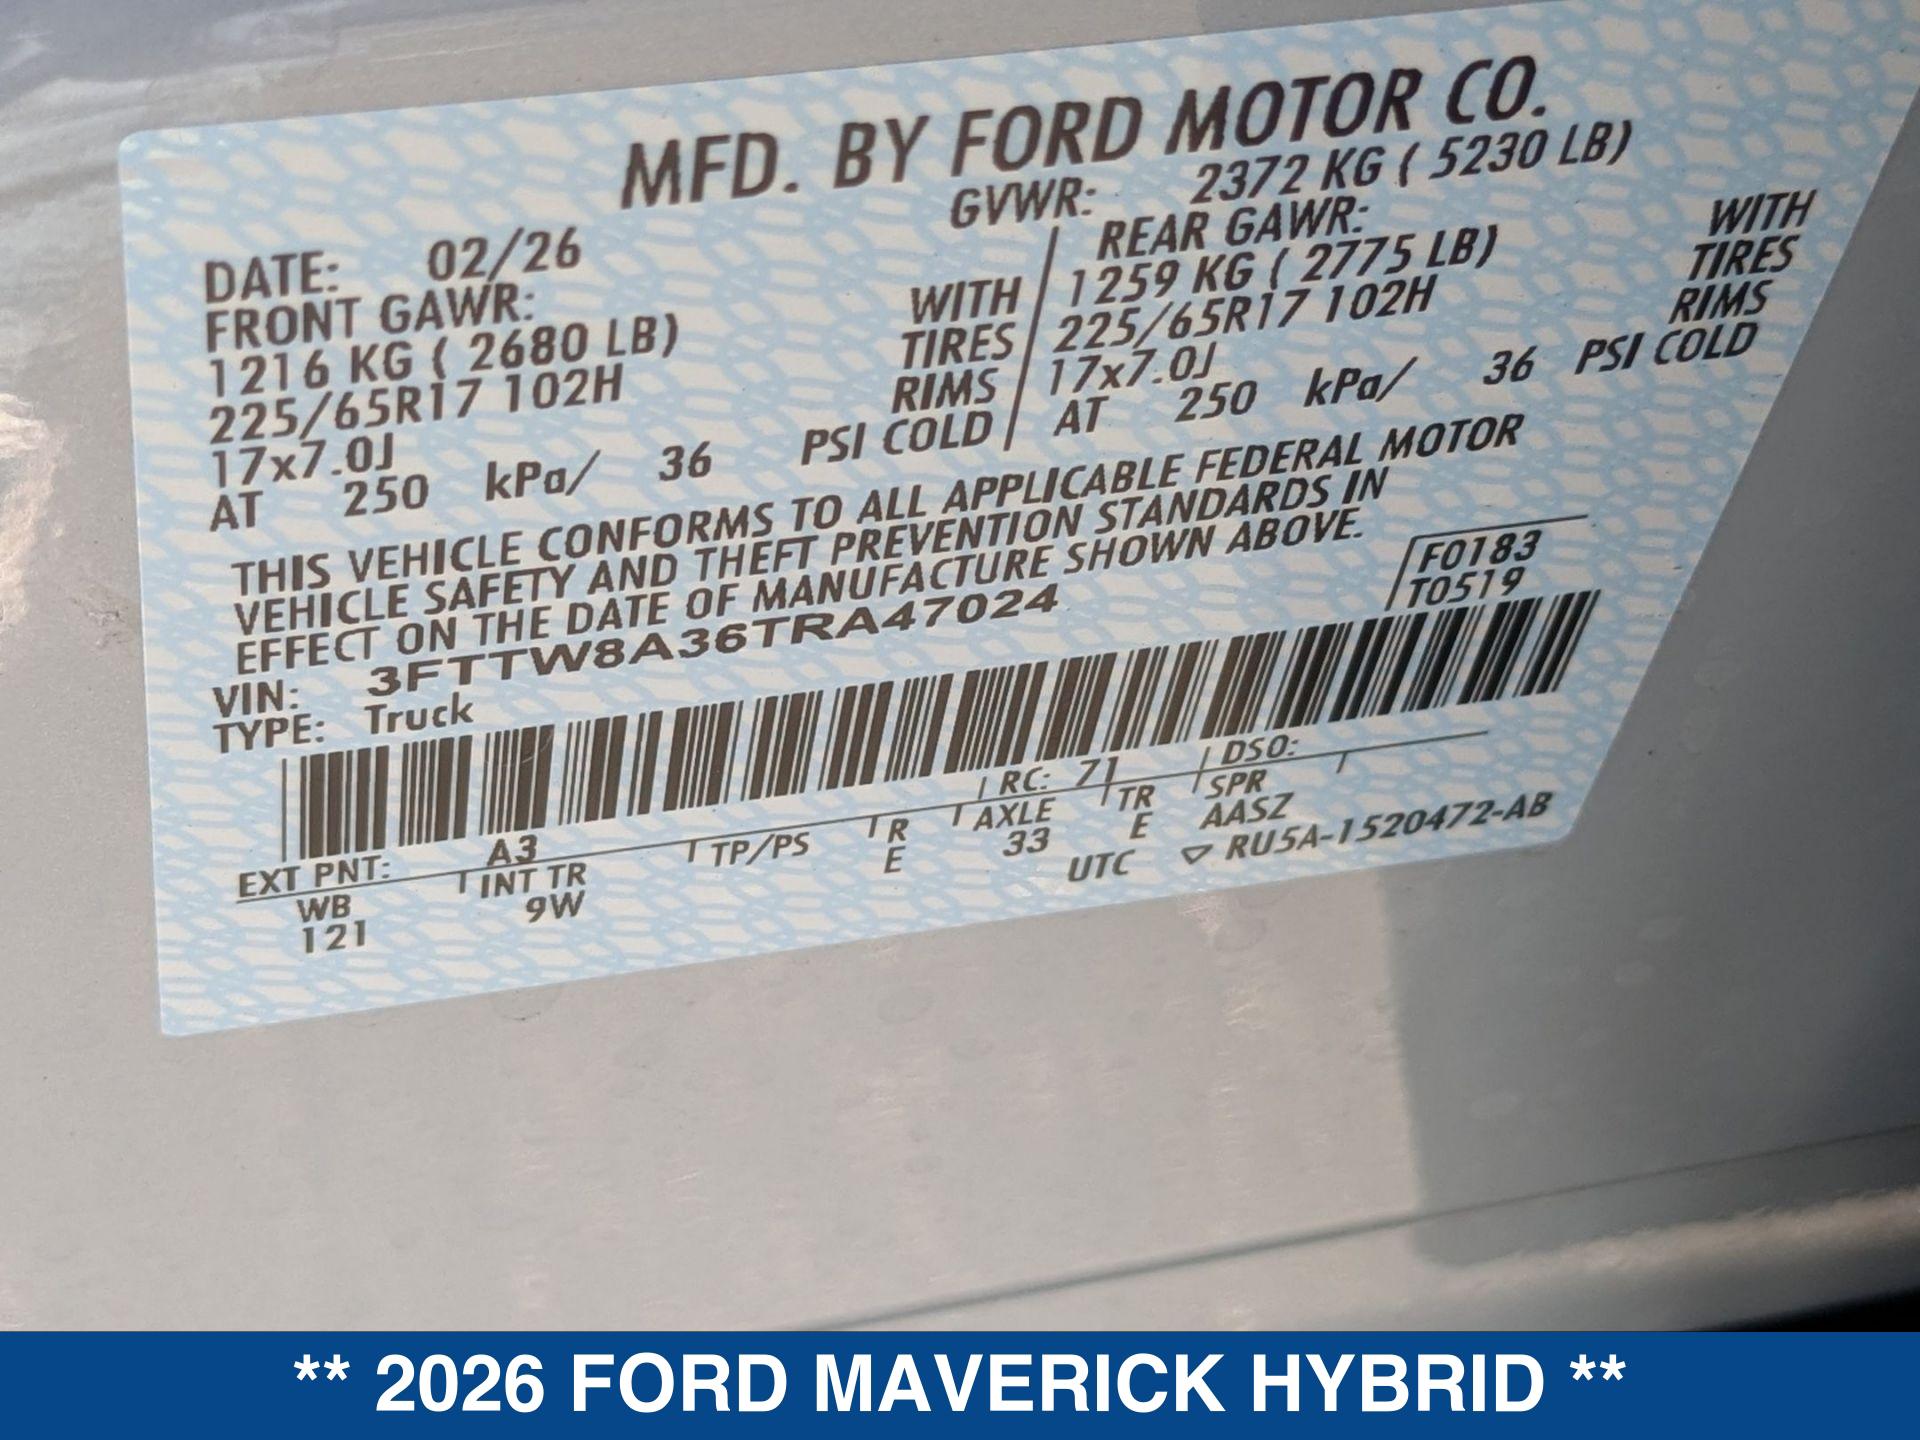 MFD. BY FORD MOTOR CO.
DATE: 02/26 GVWR: 2372 KG ( 5230 LB)
FRONT GAWR: REAR GAWR:
1216 KG ( 2680 LB) WITH 1259 KG ( 2775 LB) WITH
225/65R17 102H TIRES 225/65R17 102H TIRES
17x7.0J RIMS 17x7.0J RIMS
AT 250 kPa/ 36 PSI COLD AT 250 kPa/ 36 PSI COLD
THIS VEHICLE CONFORMS TO ALL APPLICABLE FEDERAL MOTOR
VEHICLE SAFETY AND THEFT PREVENTION STANDARDS IN
EFFECT ON THE DATE OF MANUFACTURE SHOWN ABOVE.
F0183
T0519
VIN: 3FTTW8A36TRA47024
TYPE: Truck
EXT PNT: A3 RC: 71 DSO:
WB INT TR TP/PS R AXLE TR SPR
121 9W E 33 E AASZ
UTC ▽ RU5A-1520472-AB
** 2026 FORD MAVERICK HYBRID **